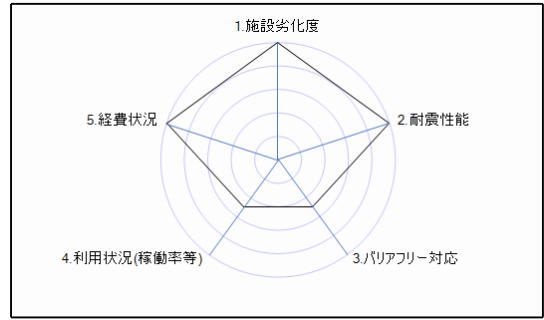 1.施設劣化度
5.経費状況
2.耐震性能
4.利用状況(稼働率等)
3.バリアフリー対応